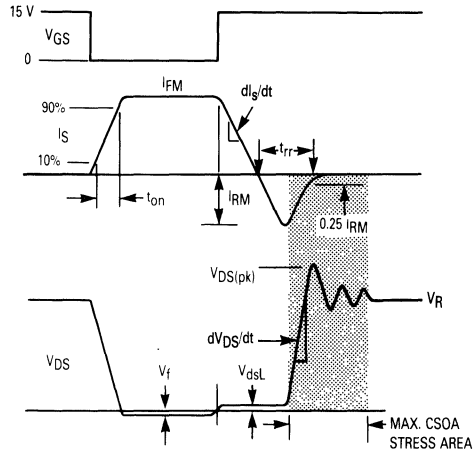 15 V
VGS
0
IFM
dIs/dt
90%
IS
trr
10%
ton
IRM
0.25 IRM
VDS(pk)
VR
dVDS/dt
VDS
Vf
VdsL
MAX. CSOA
STRESS AREA